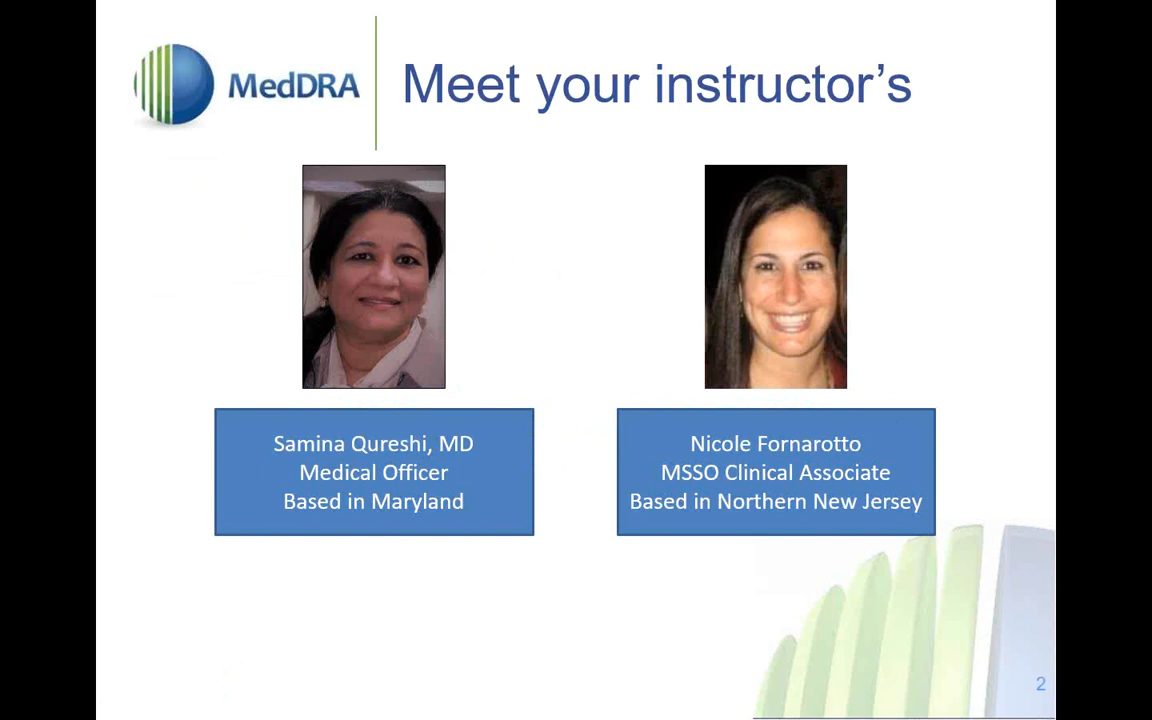 MedDRA
Meet your instructor’s
Samina Qureshi, MD
Medical Officer
Based in Maryland
Nicole Fornarotto
MSSO Clinical Associate
Based in Northern New Jersey
2